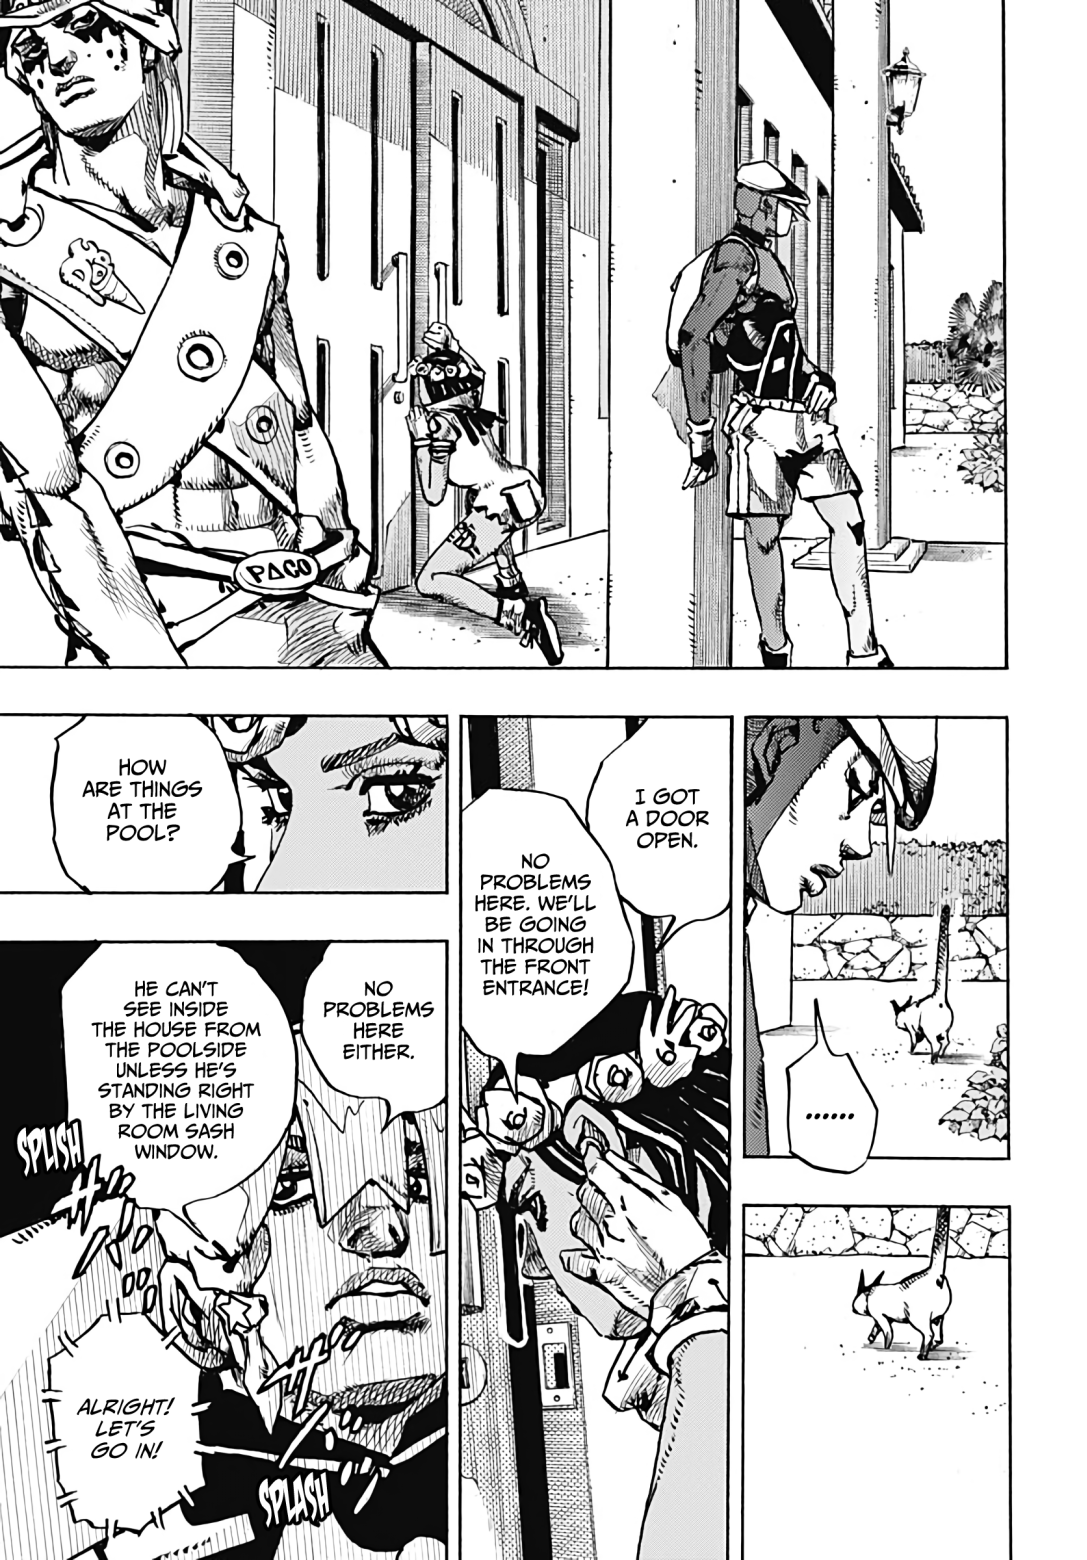 PACO
I GOT
A DOOR
OPEN.
NO
PROBLEMS
HERE. WE'LL
BE GOING
IN THROUGH
THE FRONT
ENTRANCE!
HOW
ARE THINGS
AT THE
POOL?
NO
PROBLEMS
HERE
EITHER.
HE CAN'T
SEE INSIDE
THE HOUSE FROM
THE POOLSIDE
UNLESS HE'S
STANDING RIGHT
BY THE LIVING
ROOM SASH
WINDOW.
SPLISH
ALRIGHT!
LET'S
GO IN!
SPLASH
......